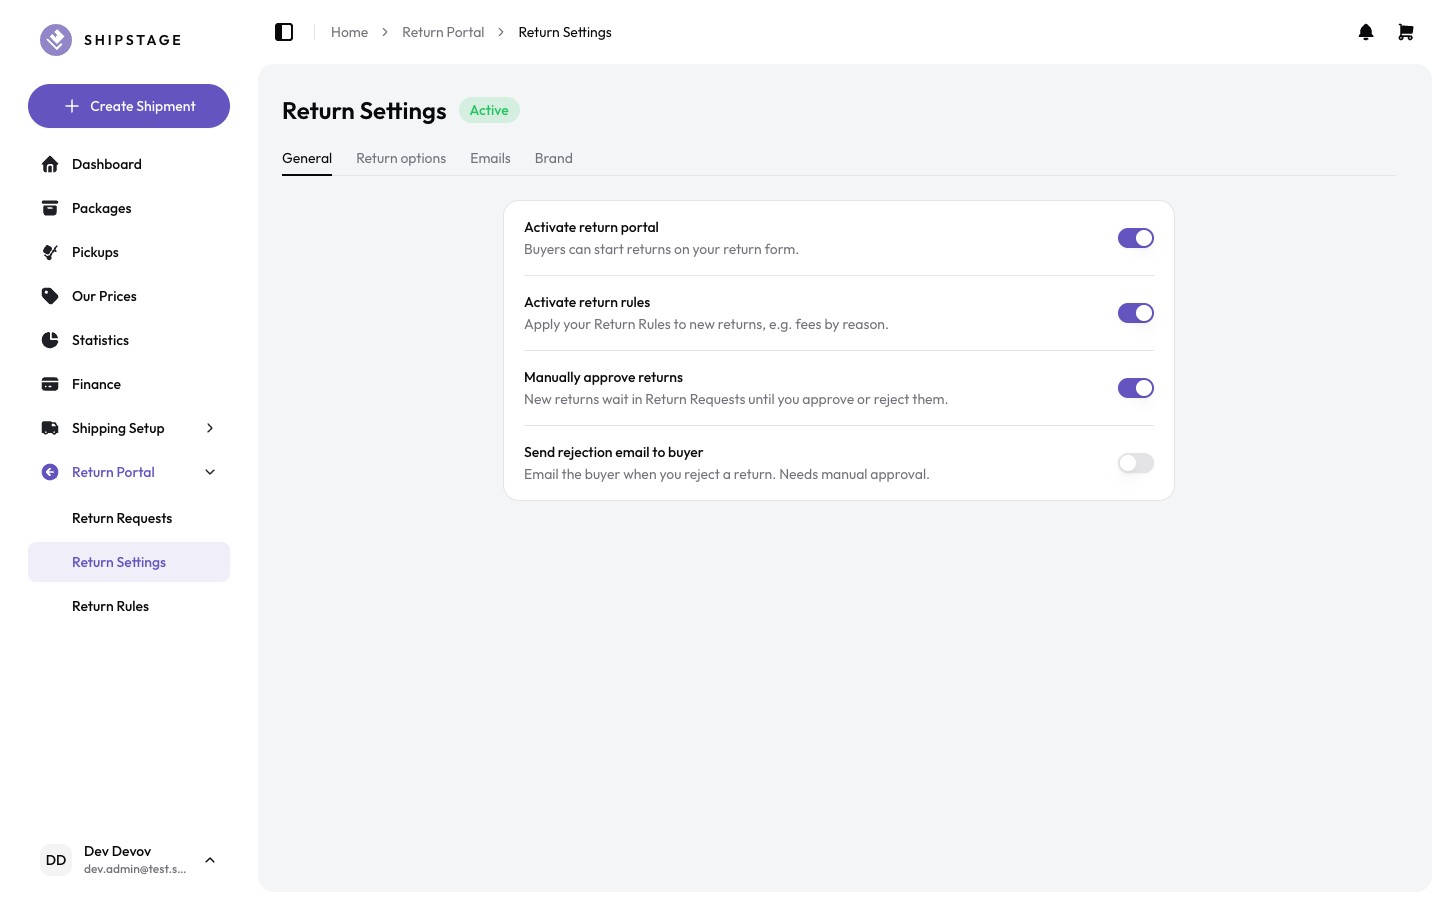 SHIPSTAGE
Create Shipment
Dashboard
Packages
Pickups
Our Prices
Statistics
Finance
Shipping Setup
Return Portal
Return Requests
Return Settings
Return Rules
DD
Dev Devov
dev.admin@test.s...
Home > Return Portal > Return Settings
Return Settings
Active
General Return options Emails Brand
Activate return portal
Buyers can start returns on your return form.
Activate return rules
Apply your Return Rules to new returns, e.g. fees by reason.
Manually approve returns
New returns wait in Return Requests until you approve or reject them.
Send rejection email to buyer
Email the buyer when you reject a return. Needs manual approval.